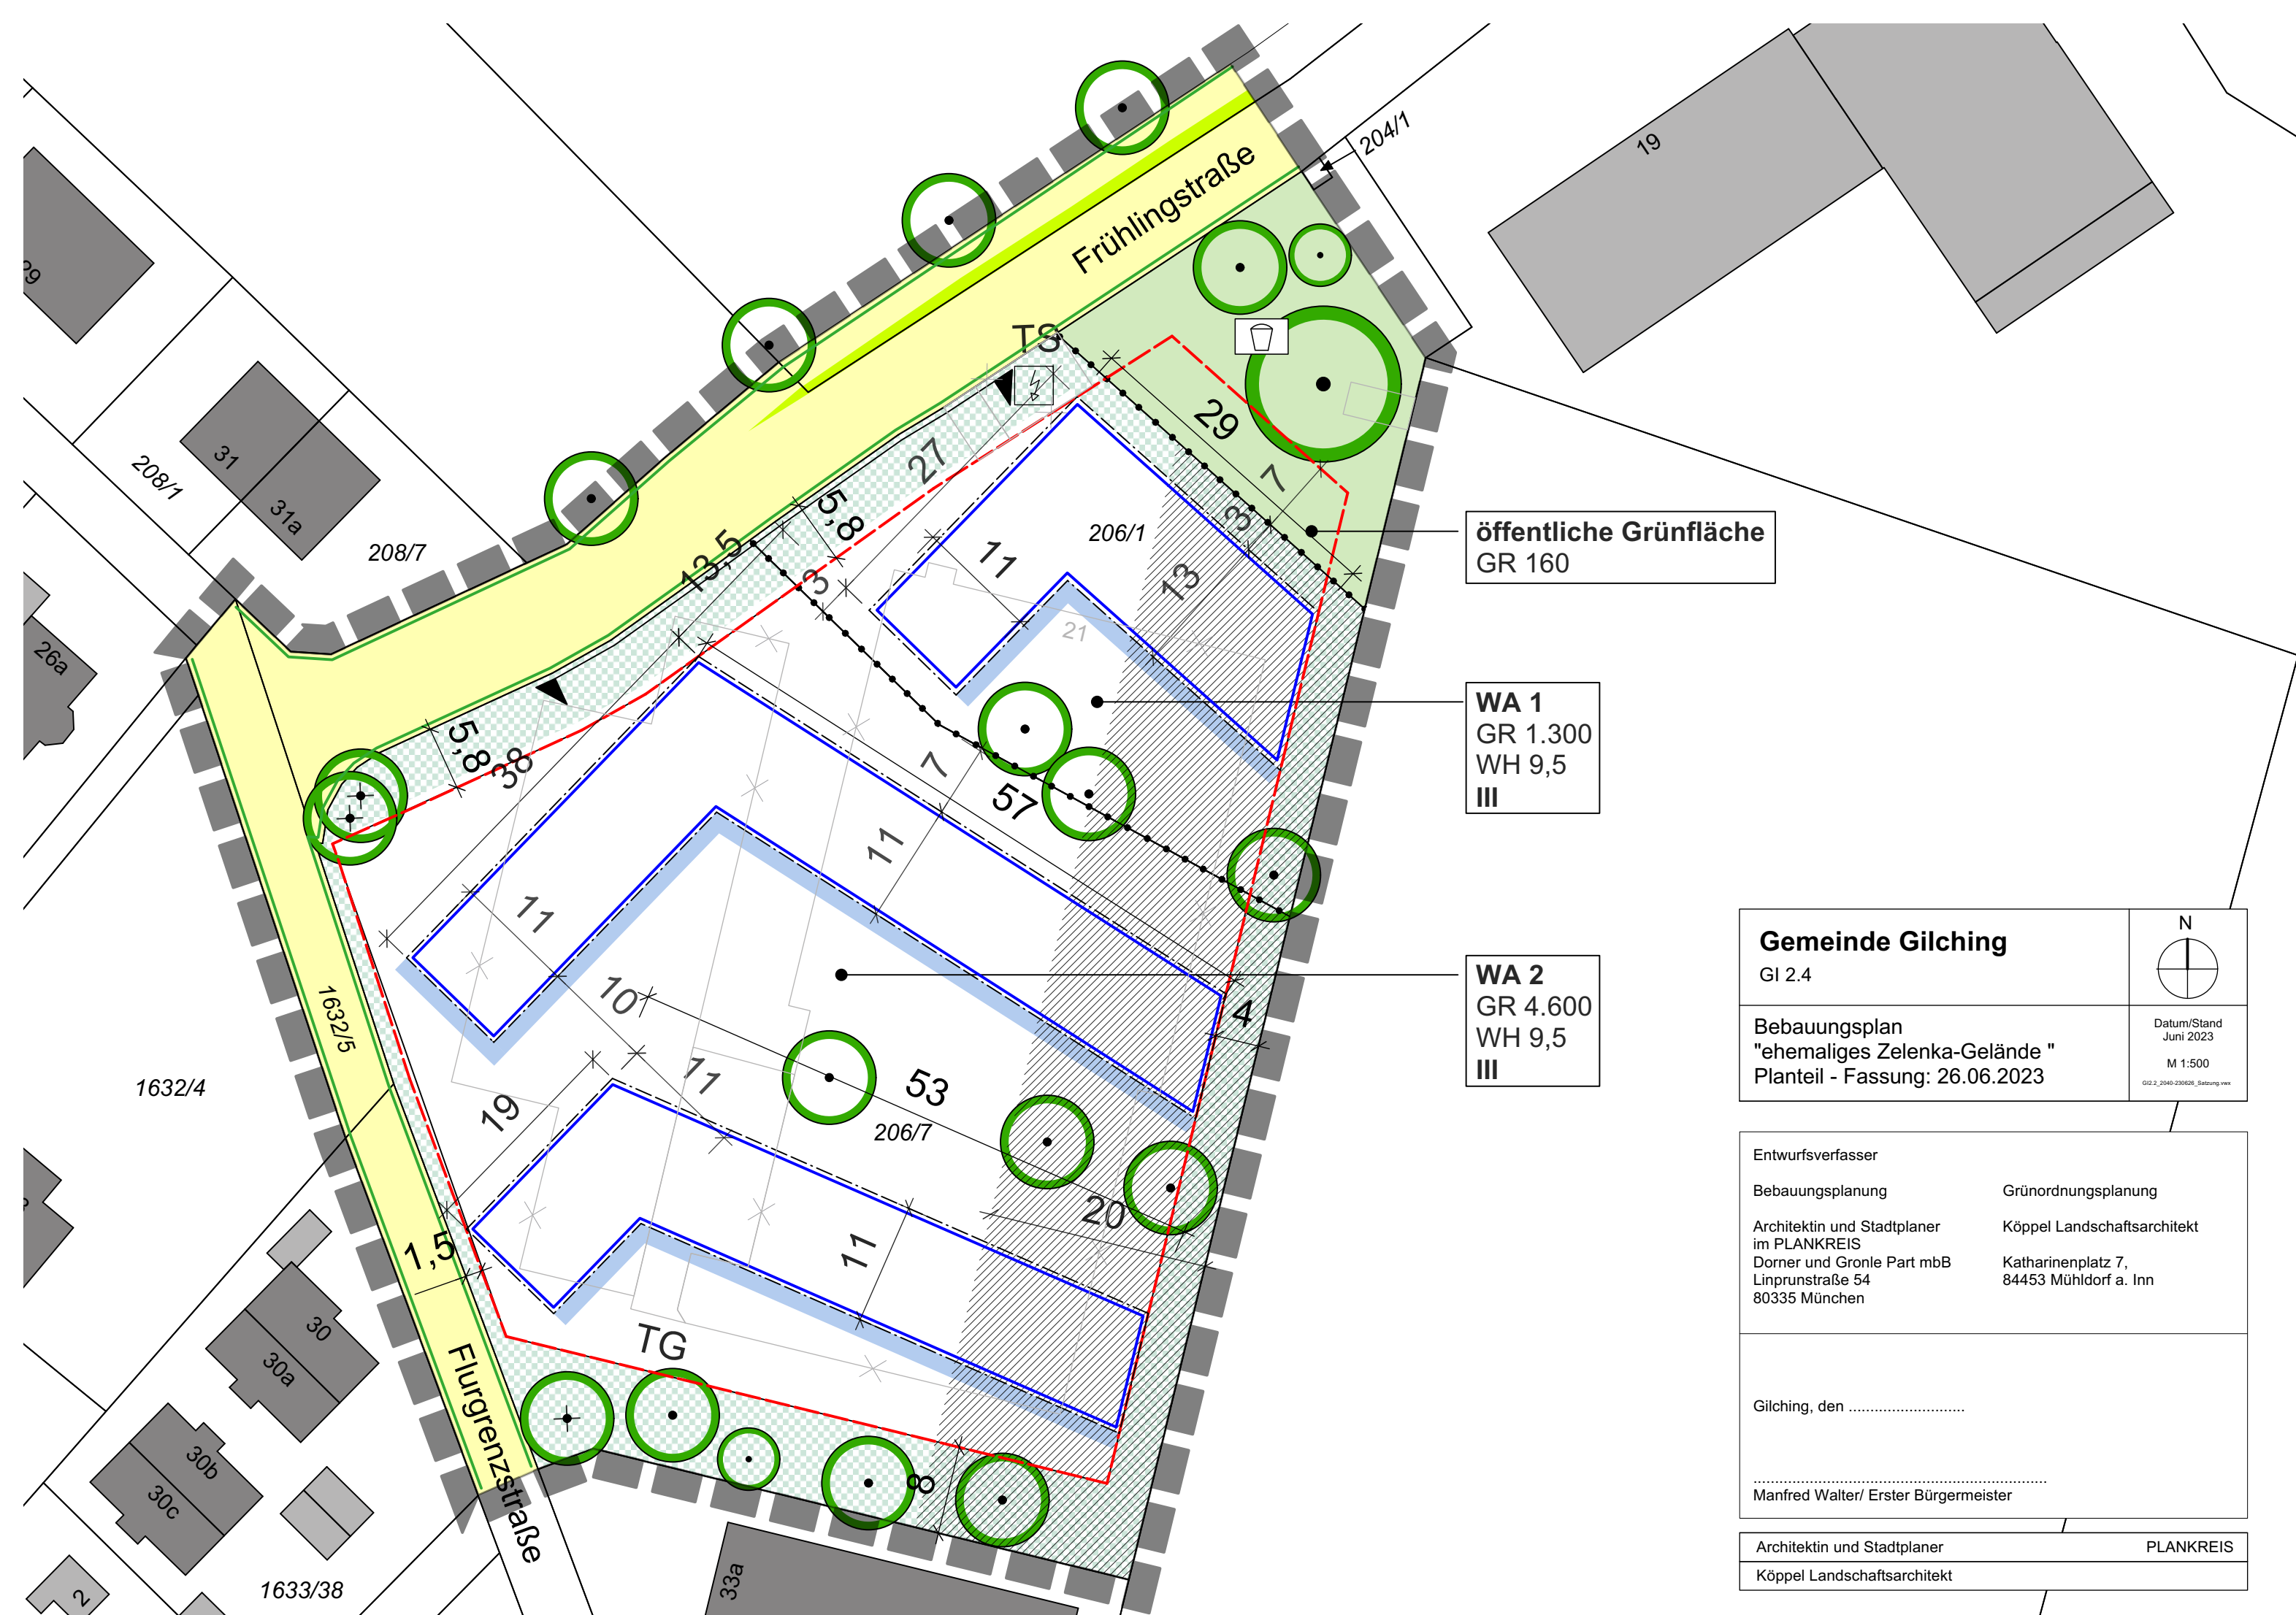 204/1
19
Frühlingstraße
29
TS
29
31
208/1
27
31a
7
5,8
206/1
3
öffentliche Grünfläche
GR 160
208/7
13,5
11
3
13
21
26a
WA 1
GR 1.300
WH 9,5
III
5,8
38
7
57
11
11
Gemeinde Gilching
GI 2.4
N
WA 2
GR 4.600
WH 9,5
III
10
4
1632/5
Bebauungsplan
"ehemaliges Zelenka-Gelände "
Planteil - Fassung: 26.06.2023
Datum/Stand
Juni 2023
M 1:500
GI2.2_2040-230626_Satzung.vwx
11
53
1632/4
19
206/7
20
11
1,5
Entwurfsverfasser
Bebauungsplanung
Grünordnungsplanung
Architektin und Stadtplaner
im PLANKREIS
Dorner und Gronle Part mbB
Linprunstraße 54
80335 München
Köppel Landschaftsarchitekt
Katharinenplatz 7,
84453 Mühldorf a. Inn
30
30a
TG
Flurgrenzstraße
Gilching, den ..........................
30b
30c
8
..................................................................
Manfred Walter/ Erster Bürgermeister
Architektin und Stadtplaner
PLANKREIS
Köppel Landschaftsarchitekt
33a
1633/38
2